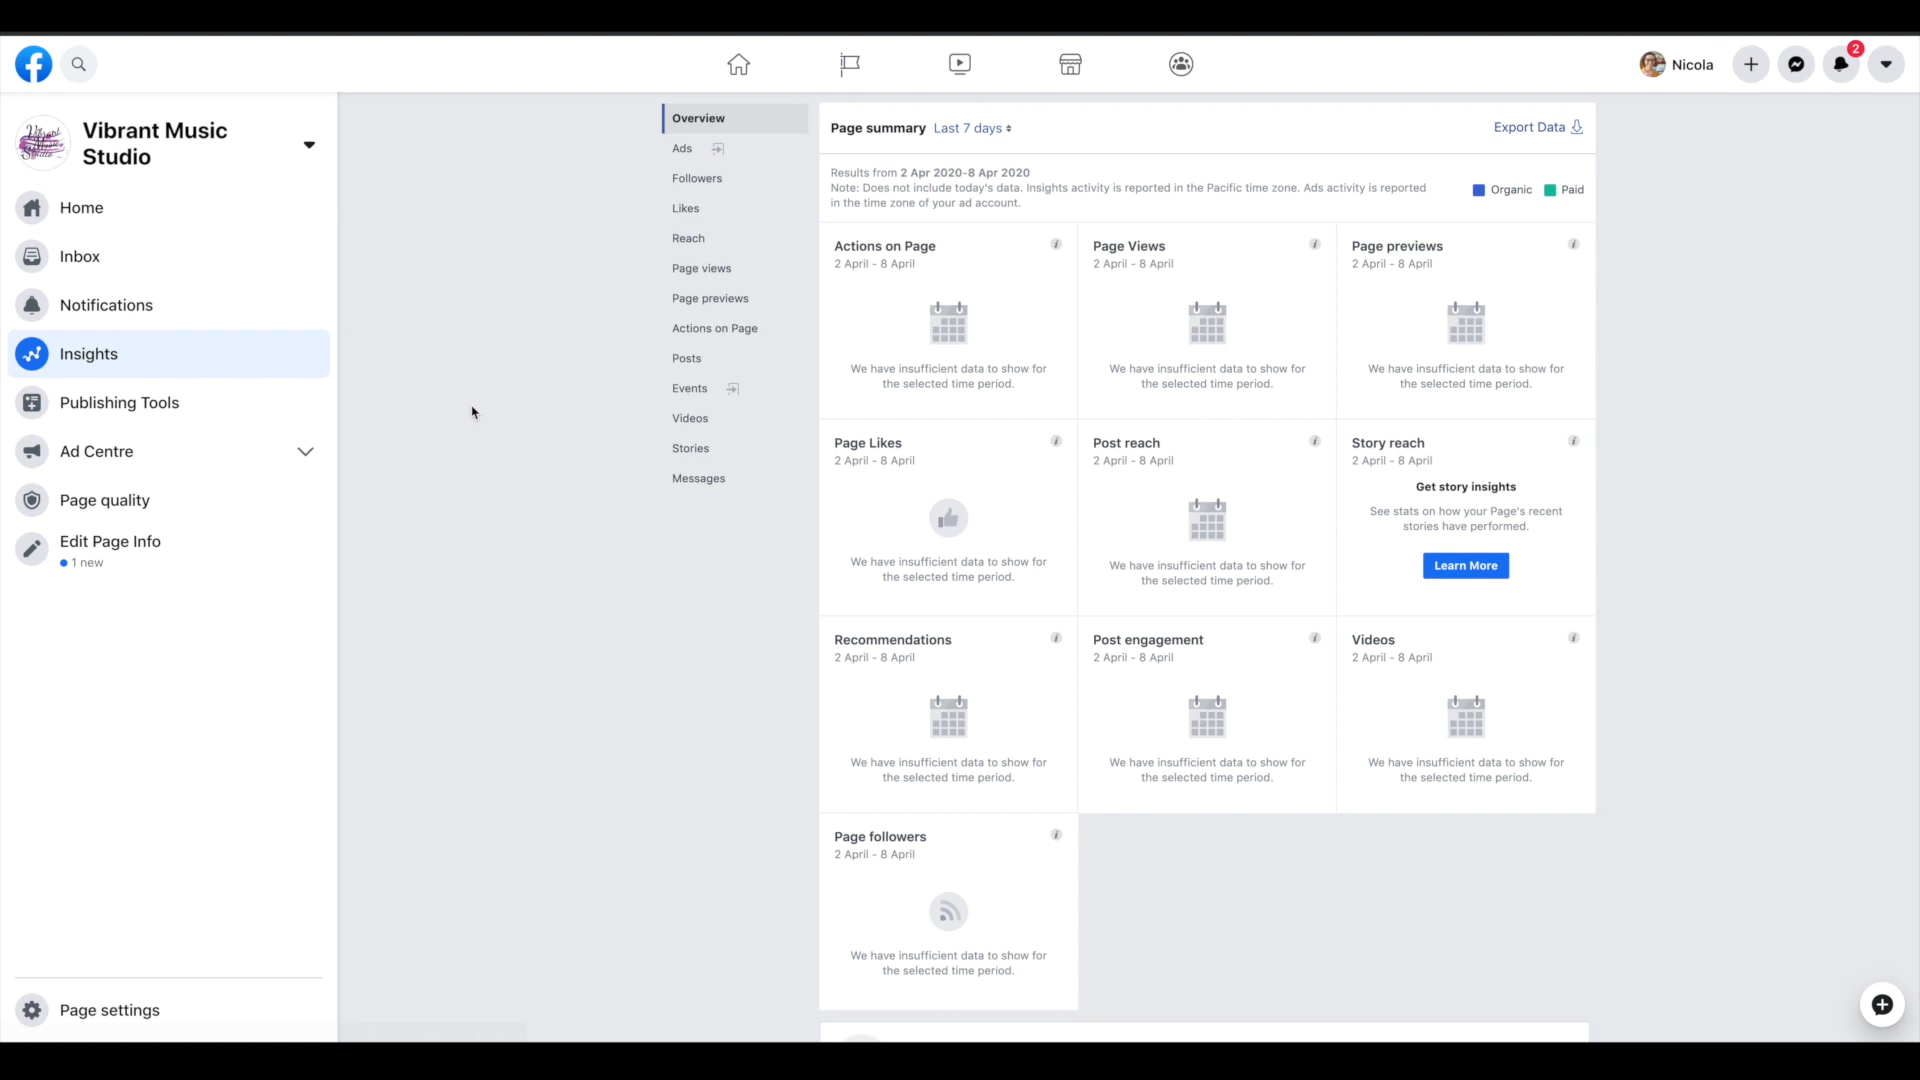 2
Nicola
Vibrant Music
Studio
Home
Inbox
Notifications
Insights
Publishing Tools
Ad Centre
Page quality
Edit Page Info
1 new
Page settings
Overview
Ads
Followers
Likes
Reach
Page views
Page previews
Actions on Page
Posts
Events
Videos
Stories
Messages
Page summary Last 7 days
Export Data
Results from 2 Apr 2020-8 Apr 2020
Note: Does not include today's data. Insights activity is reported in the Pacific time zone. Ads activity is reported
in the time zone of your ad account.
Organic Paid
Actions on Page
2 April - 8 April
We have insufficient data to show for
the selected time period.
Page Views
2 April - 8 April
We have insufficient data to show for
the selected time period.
Page previews
2 April - 8 April
We have insufficient data to show for
the selected time period.
Page Likes
2 April - 8 April
We have insufficient data to show for
the selected time period.
Post reach
2 April - 8 April
We have insufficient data to show for
the selected time period.
Story reach
2 April - 8 April
Get story insights
See stats on how your Page's recent
stories have performed.
Learn More
Recommendations
2 April - 8 April
We have insufficient data to show for
the selected time period.
Post engagement
2 April - 8 April
We have insufficient data to show for
the selected time period.
Videos
2 April - 8 April
We have insufficient data to show for
the selected time period.
Page followers
2 April - 8 April
We have insufficient data to show for
the selected time period.